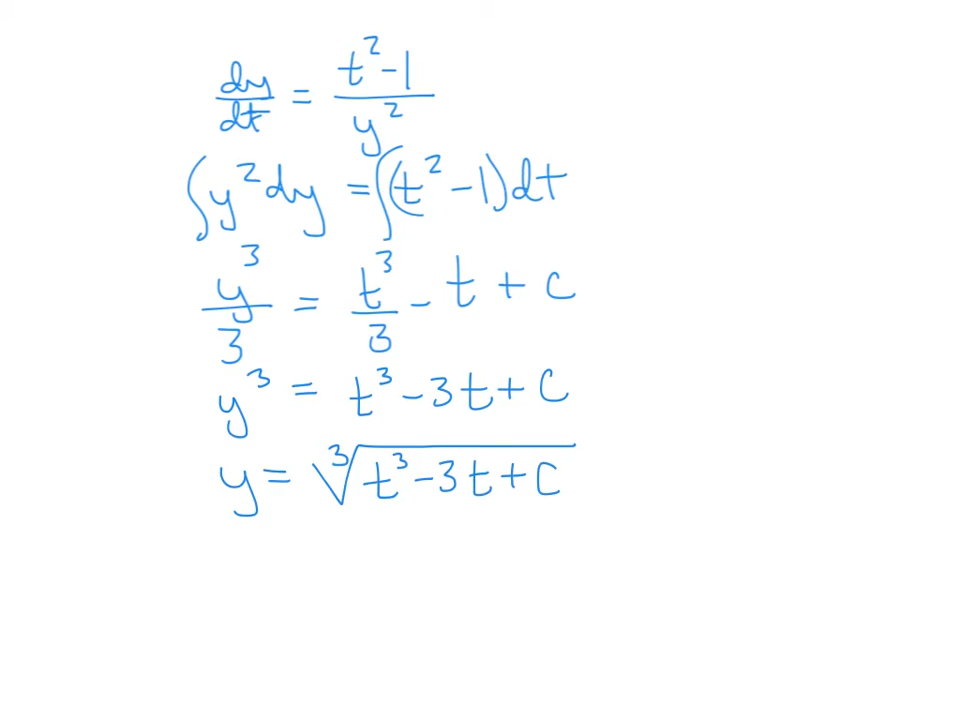 dy/dt = (t² - 1)/y²
∫y² dy = ∫(t² - 1) dt
y³/3 = t³/3 - t + c
y³ = t³ - 3t + c
y = ∛(t³ - 3t + c)